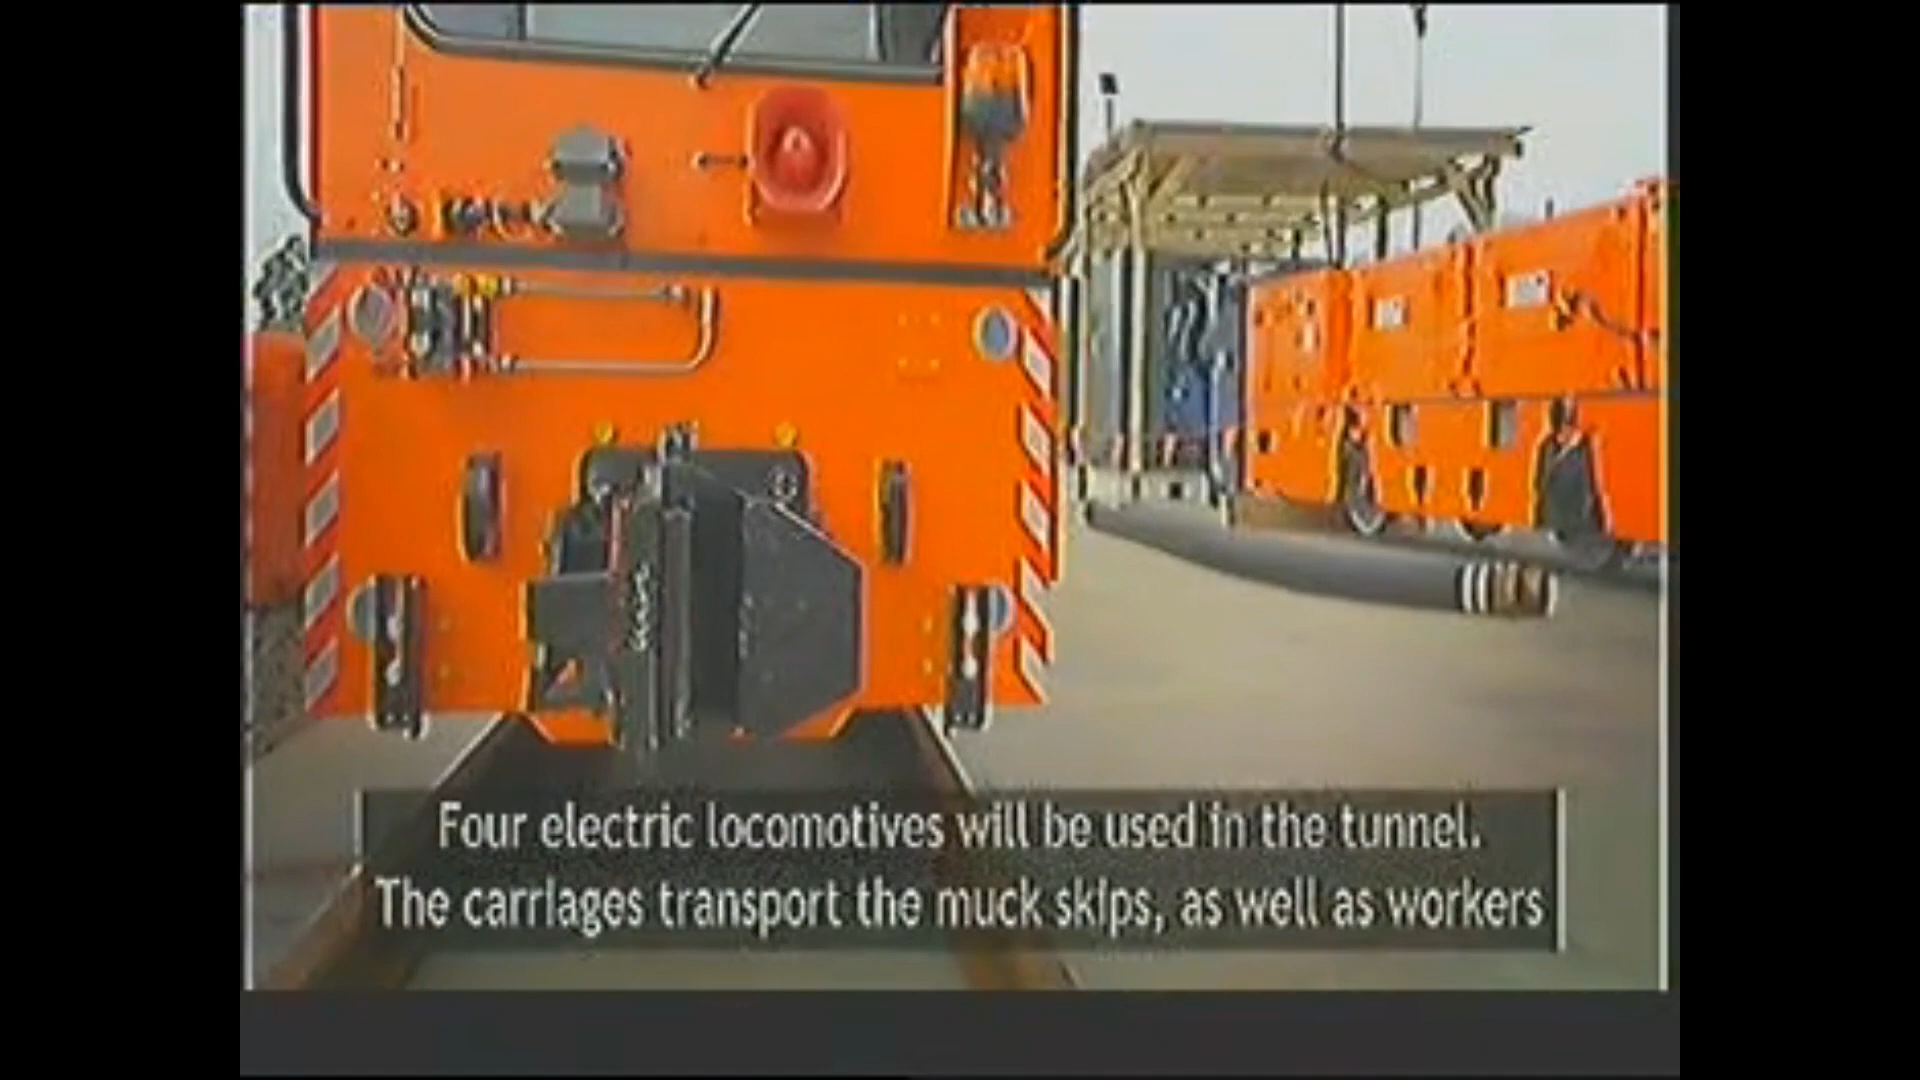 Four electric locomotives will be used in the tunnel.
The carriages transport the muck skips, as well as workers